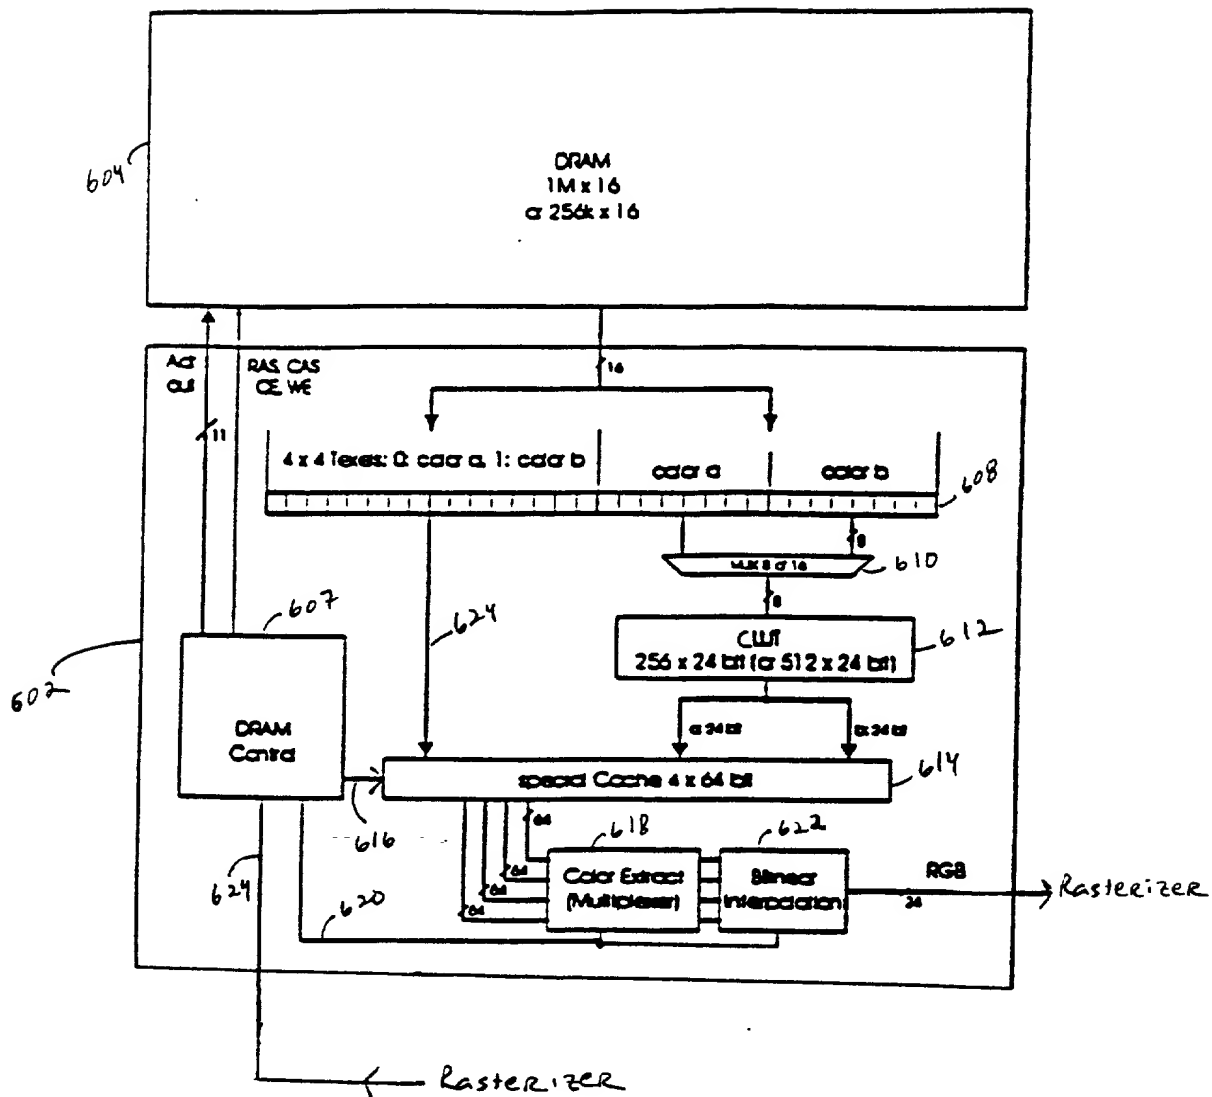 DRAM
1M x 16
or 256k x 16
604
Adr
RAS, CAS
OE, WE
16
11
4 x 4 Texels: 0: color a, 1: color b
color a
color b
608
8
MUX 8 or 16
610
8
607
624
CLUT
256 x 24 bit (or 512 x 24 bit)
612
602
DRAM
Control
a: 24 bit
b: 24 bit
special Cache 4 x 64 bit
614
616
64
64
64
64
618
622
Color Extract
(Multiplexer)
Bilinear
Interpolation
RGB
24
Rasterizer
624
620
Rasterizer